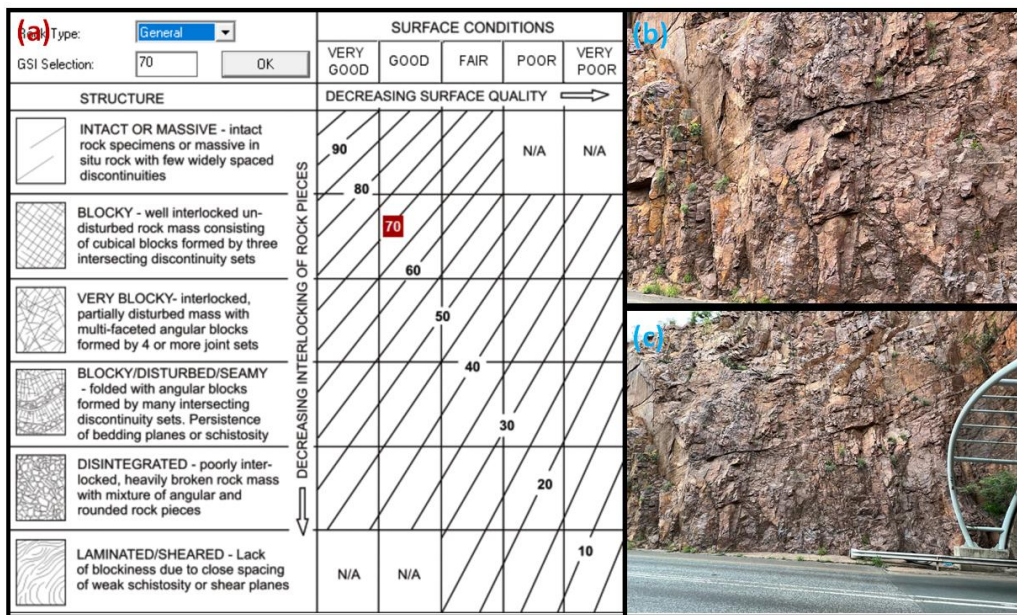 (a)
Rock Type:
General
GSI Selection:
70
OK
SURFACE CONDITIONS
VERY
GOOD
GOOD
FAIR
POOR
VERY
POOR
STRUCTURE
DECREASING SURFACE QUALITY
DECREASING INTERLOCKING OF ROCK PIECES
INTACT OR MASSIVE - intact
rock specimens or massive in
situ rock with few widely spaced
discontinuities
N/A
N/A
90
80
BLOCKY - well interlocked un-
disturbed rock mass consisting
of cubical blocks formed by three
intersecting discontinuity sets
70
60
VERY BLOCKY- interlocked,
partially disturbed mass with
multi-faceted angular blocks
formed by 4 or more joint sets
50
BLOCKY/DISTURBED/SEAMY
- folded with angular blocks
formed by many intersecting
discontinuity sets. Persistence
of bedding planes or schistosity
40
30
DISINTEGRATED - poorly inter-
locked, heavily broken rock mass
with mixture of angular and
rounded rock pieces
20
LAMINATED/SHEARED - Lack
of blockiness due to close spacing
of weak schistosity or shear planes
N/A
N/A
10
(b)
(c)